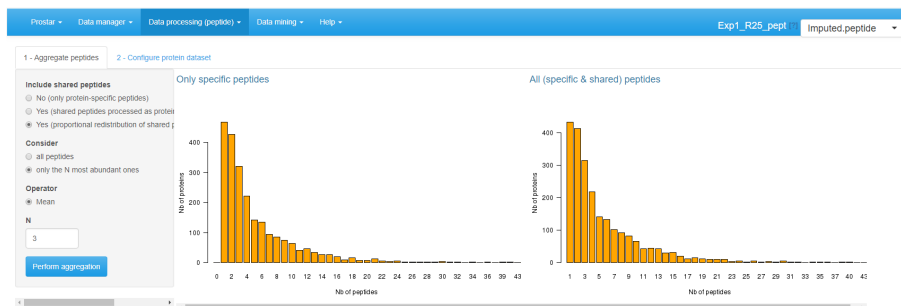 Prostar Data manager Data processing (peptide) Data mining Help
Exp1_R25_pept Imputed.peptide
1 - Aggregate peptides 2 - Configure protein dataset
Include shared peptides
No (only protein-specific peptides)
Yes (shared peptides processed as protei
Yes (proportional redistribution of shared p
Consider
all peptides
only the N most abundant ones
Operator
Mean
N
3
Perform aggregation
Only specific peptides
Nb of proteins
400
300
200
100
0
0 2 4 6 8 10 12 14 16 18 20 22 24 26 28 30 32 34 36 39 43
Nb of peptides
All (specific & shared) peptides
Nb of proteins
400
300
200
100
0
1 3 5 7 9 11 13 15 17 19 21 23 25 27 29 31 33 35 37 40 43
Nb of peptides